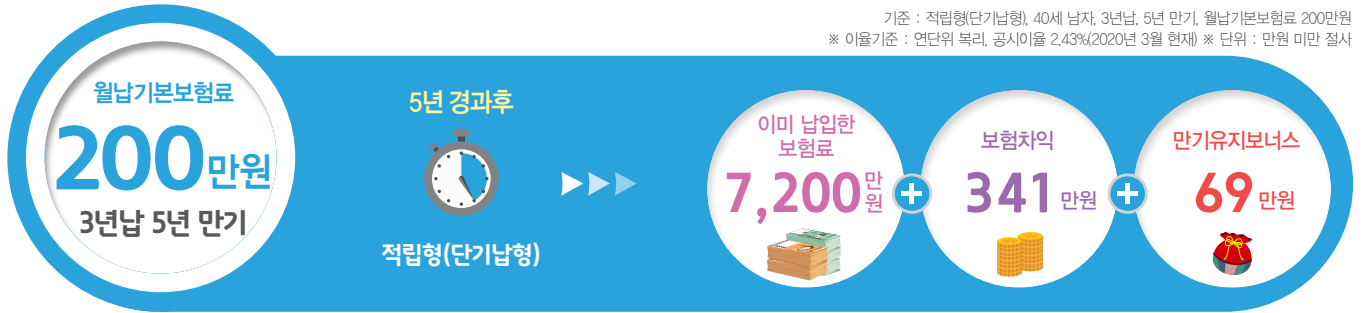 기준 : 적립형(단기납형), 40세 남자, 3년납, 5년 만기, 월납기본보험료 200만원
※ 이율기준 : 연단위 복리, 공시이율 2.43%(2020년 3월 현재) ※ 단위 : 만원 미만 절사
월납기본보험료
200만원
3년납 5년 만기
5년 경과후
적립형(단기납형)
이미 납입한
보험료
7,200만원
+
보험차익
341만원
+
만기유지보너스
69만원